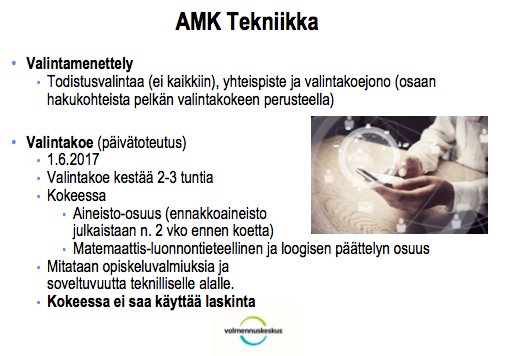 AMK Tekniikka
Valintamenettely
Todistusvalintaa (ei kaikkiin), yhteispiste ja valintakoejono (osaan
hakukohteista pelkän valintakokeen perusteella)
Valintakoe (päivätoteutus)
1.6.2017
Valintakoe kestää 2-3 tuntia
Kokeessa
Aineisto-osuus (ennakkoaineisto
julkaistaan n. 2 vko ennen koetta)
Matemaattis-luonnontieteellinen ja loogisen päättelyn osuus
Mitataan opiskeluvalmiuksia ja
soveltuvuutta teknilliselle alalle.
Kokeessa ei saa käyttää laskinta
valmennuskeskus